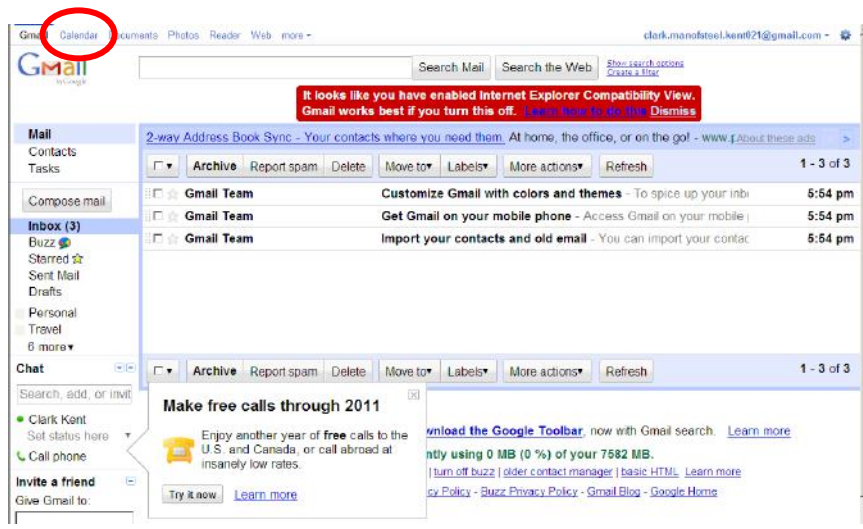 Gmail Calendar Documents Photos Reader Web more
clark.manofsteel.kent021@gmail.com
Gmail
by Google
Search Mail Search the Web Show search options
Create a filter
It looks like you have enabled Internet Explorer Compatibility View.
Gmail works best if you turn this off. Learn how to do this Dismiss
Mail
Contacts
Tasks
Compose mail
Inbox (3)
Buzz
Starred
Sent Mail
Drafts
Personal
Travel
6 more
Chat
Search, add, or invit
Clark Kent
Set status here
Call phone
Invite a friend
Give Gmail to:
2-way Address Book Sync - Your contacts where you need them. At home, the office, or on the go! - www.p About these ads >
Archive Report spam Delete Move to Labels More actions Refresh 1 - 3 of 3
Gmail Team Customize Gmail with colors and themes - To spice up your inb 5:54 pm
Gmail Team Get Gmail on your mobile phone - Access Gmail on your mobile 5:54 pm
Gmail Team Import your contacts and old email - You can import your contac 5:54 pm
Archive Report spam Delete Move to Labels More actions Refresh 1 - 3 of 3
Make free calls through 2011
Enjoy another year of free calls to the
U.S. and Canada, or call abroad at
insanely low rates.
Try it now Learn more
wnload the Google Toolbar, now with Gmail search. Learn more
ntly using 0 MB (0 %) of your 7582 MB.
| turn off buzz | older contact manager | basic HTML Learn more
cy Policy - Buzz Privacy Policy - Gmail Blog - Google Home